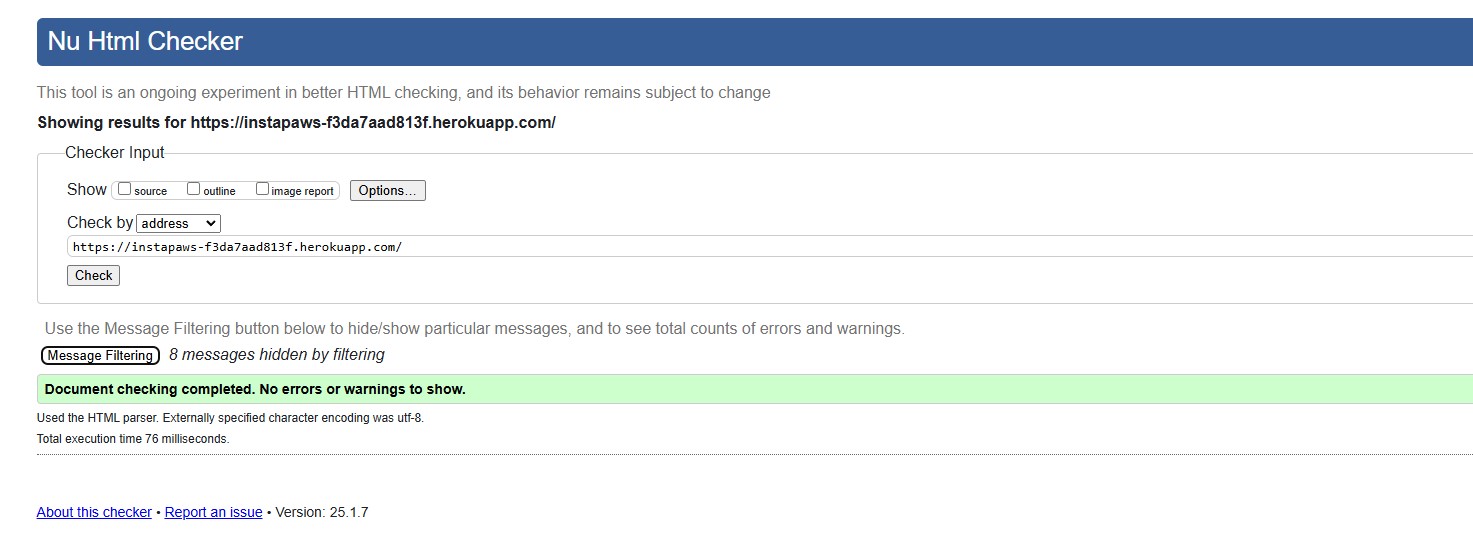 Nu Html Checker
This tool is an ongoing experiment in better HTML checking, and its behavior remains subject to change
Showing results for https://instapaws-f3da7aad813f.herokuapp.com/
Checker Input
Show source outline image report Options...
Check by address
https://instapaws-f3da7aad813f.herokuapp.com/
Check
Use the Message Filtering button below to hide/show particular messages, and to see total counts of errors and warnings.
Message Filtering 8 messages hidden by filtering
Document checking completed. No errors or warnings to show.
Used the HTML parser. Externally specified character encoding was utf-8.
Total execution time 76 milliseconds.
About this checker • Report an issue • Version: 25.1.7